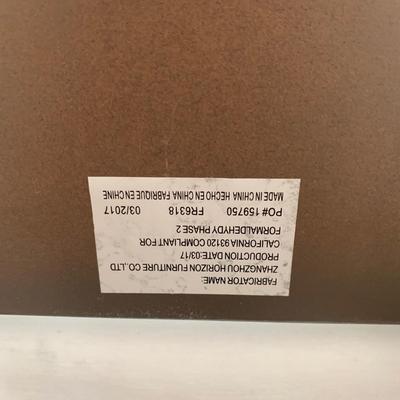 FABRICATOR NAME:
ZHANGZHOU HORIZON FURNITURE CO.,LTD
PRODUCTION DATE:03/17
CALIFORNIA 93120 COMPLIANT FOR
FORMALDEHYDY PHASE 2
PO# 159750 FR6318 03/2017
MADE IN CHINA HECHO EN CHINA FABRIQUE EN CHINE